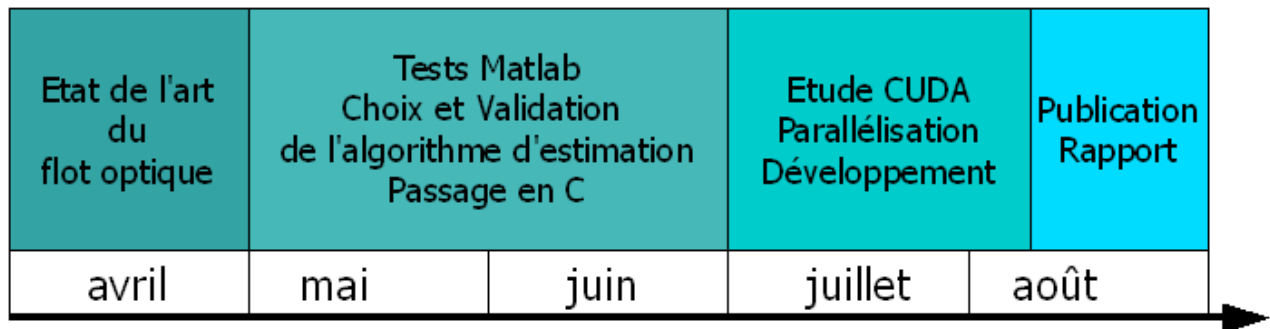 Etat de l'art
du
flot optique
Tests Matlab
Choix et Validation
de l'algorithme d'estimation
Passage en C
Etude CUDA
Parallélisation
Développement
Publication
Rapport
avril
mai
juin
juillet
août